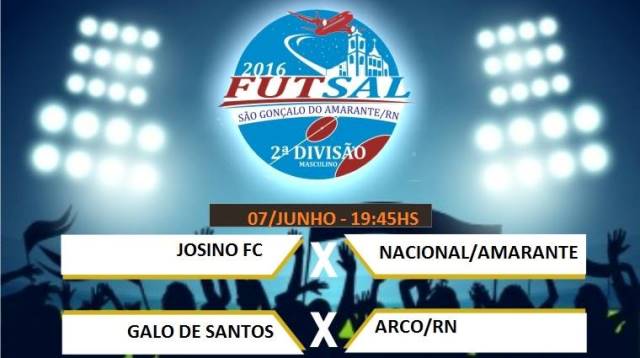 2016
FUTSAL
SÃO GONÇALO DO AMARANTE/RN
2ª DIVISÃO
MASCULINO
07/JUNHO - 19:45HS
JOSINO FC X NACIONAL/AMARANTE
GALO DE SANTOS X ARCO/RN